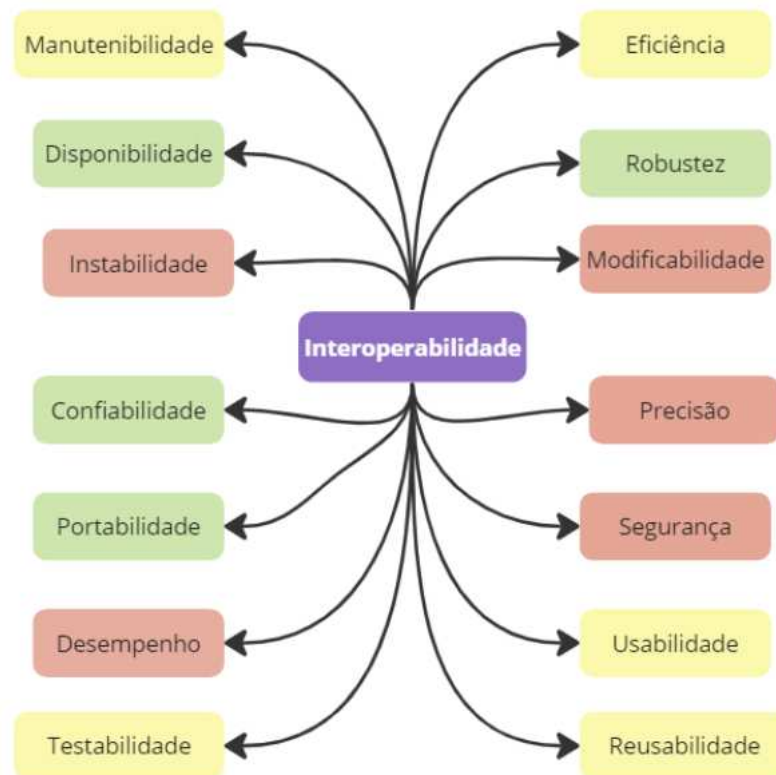 Manutenibilidade
Eficiência
Disponibilidade
Robustez
Instabilidade
Modificabilidade
Interoperabilidade
Confiabilidade
Precisão
Portabilidade
Segurança
Desempenho
Usabilidade
Testabilidade
Reusabilidade